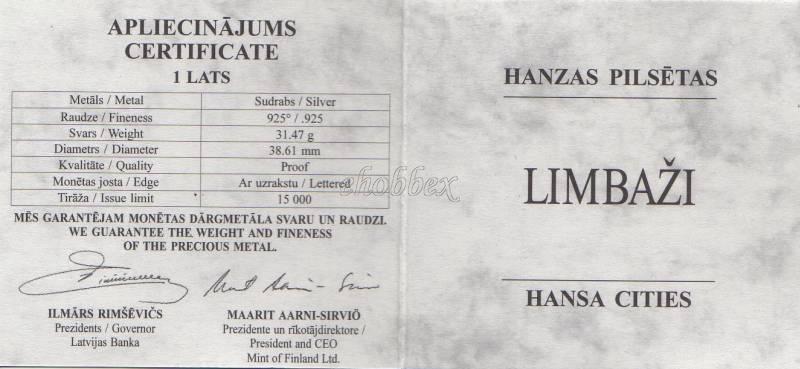 APLIECINĀJUMS
CERTIFICATE
1 LATS
Metāls / Metal Sudrabs / Silver
Raudze / Fineness 925° / .925
Svars / Weight 31.47 g
Diametrs / Diameter 38.61 mm
Kvalitāte / Quality Proof
Monētas josta / Edge Ar uzrakstu / Lettered
Tirāža / Issue limit 15 000
MĒS GARANTĒJAM MONĒTAS DĀRGMETĀLA SVARU UN RAUDZI.
WE GUARANTEE THE WEIGHT AND FINENESS
OF THE PRECIOUS METAL.
ILMĀRS RIMŠĒVIČS
Prezidents / Governor
Latvijas Banka
MAARIT AARNI-SIRVIÖ
Prezidente un rīkotājdirektore /
President and CEO
Mint of Finland Ltd.
HANZAS PILSĒTAS
LIMBAŽI
HANSA CITIES
ehobbex